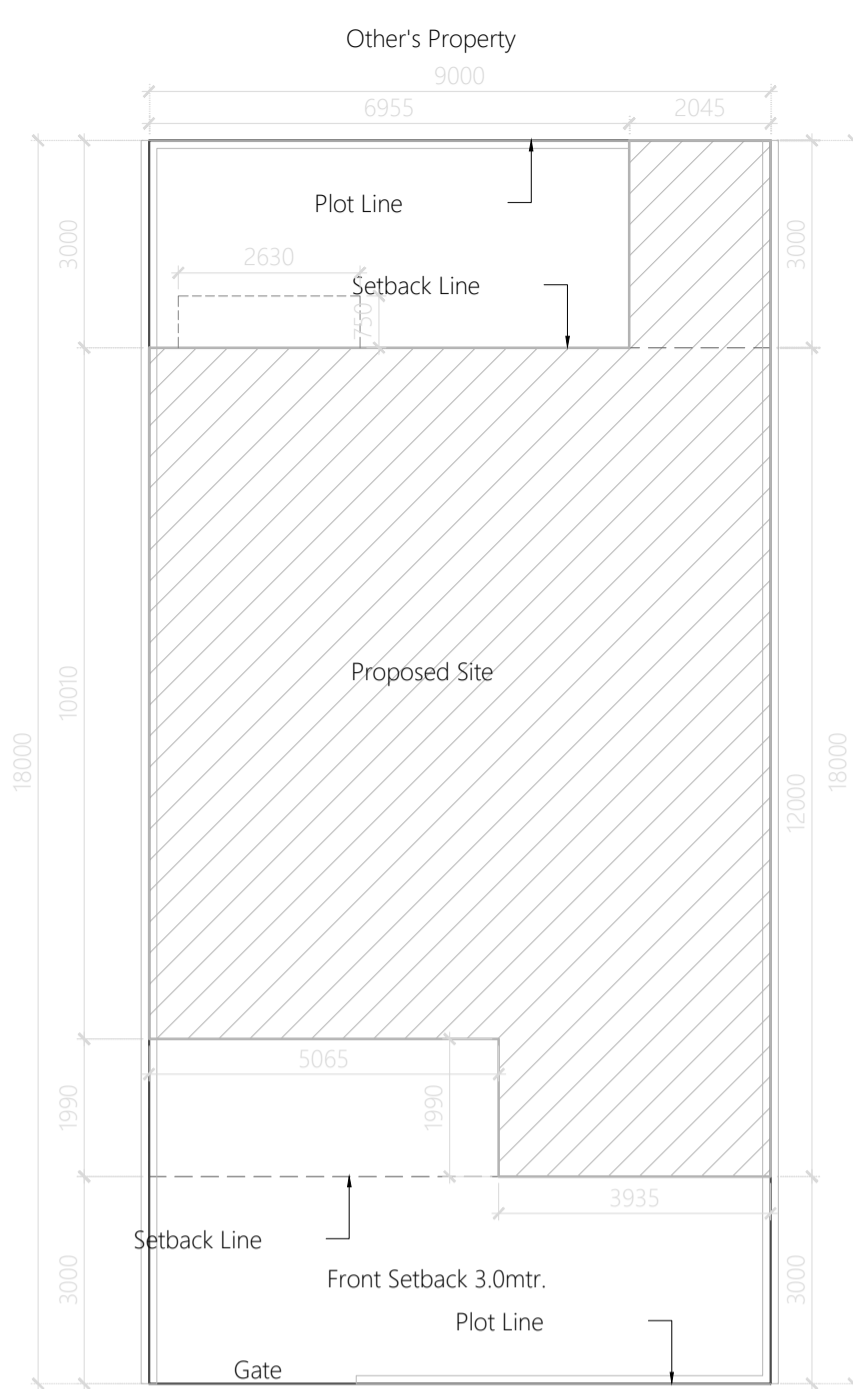 Other's Property
9000
6955
2045
Plot Line
3000
3000
2630
Setback Line
750
Proposed Site
10010
18000
12000
18000
5065
1990
1990
3935
Setback Line
Front Setback 3.0mtr.
3000
3000
Plot Line
Gate